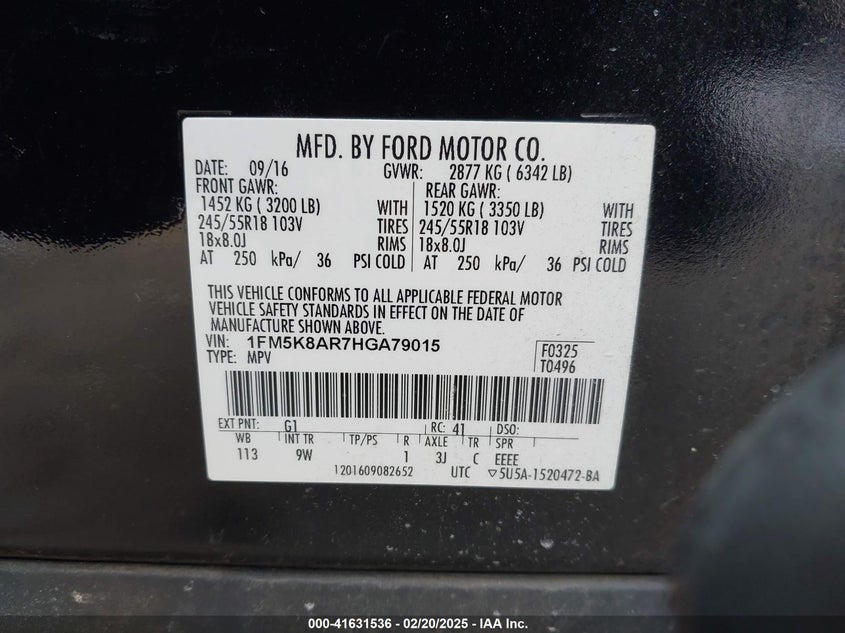 MFD. BY FORD MOTOR CO.
DATE: 09/16 GVWR: 2877 KG ( 6342 LB)
FRONT GAWR: REAR GAWR:
1452 KG ( 3200 LB) WITH 1520 KG ( 3350 LB) WITH
245/55R18 103V TIRES 245/55R18 103V TIRES
18x8.0J RIMS 18x8.0J RIMS
AT 250 kPa/ 36 PSI COLD AT 250 kPa/ 36 PSI COLD
THIS VEHICLE CONFORMS TO ALL APPLICABLE FEDERAL MOTOR
VEHICLE SAFETY STANDARDS IN EFFECT ON THE DATE OF
MANUFACTURE SHOWN ABOVE.
VIN: 1FM5K8AR7HGA79015
TYPE: MPV
F0325
T0496
EXT PNT: G1 RC: 41 DSO:
WB INT TR TP/PS R AXLE TR SPR
113 9W 1 3J C EEEE
1201609082652 UTC ▽5U5A-1520472-BA
000-41631536 - 02/20/2025 - IAA Inc.